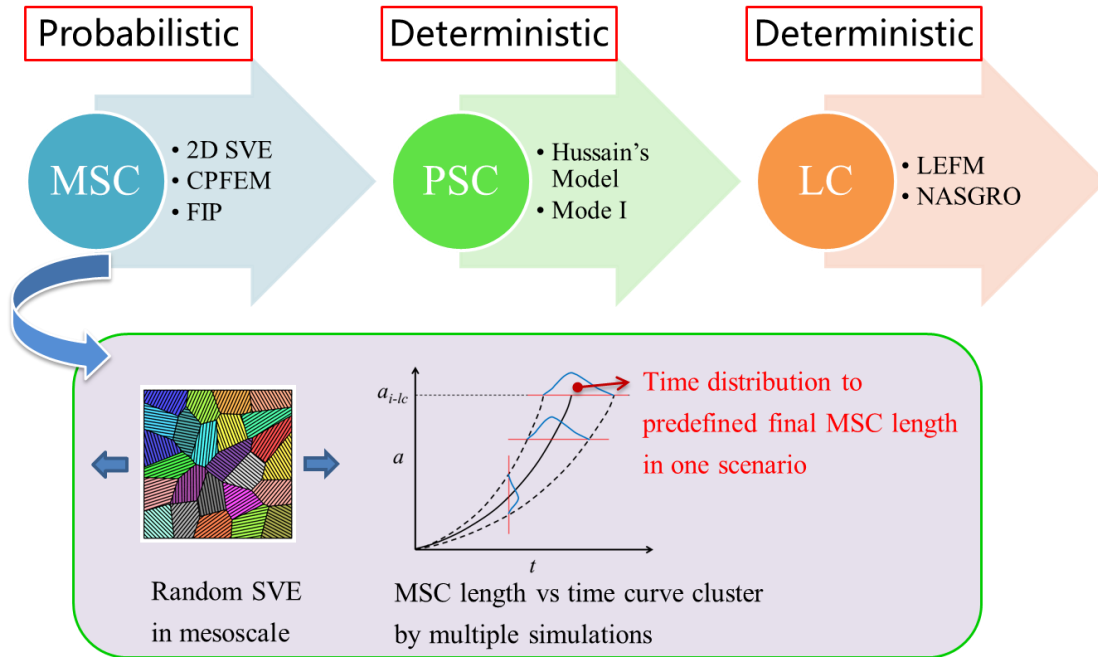 Probabilistic
Deterministic
Deterministic
MSC
• 2D SVE
• CPFEM
• FIP
PSC
• Hussain's
Model
• Mode I
LC
• LEFM
• NASGRO
a_{i-lc}
a
t
Time distribution to
predefined final MSC length
in one scenario
Random SVE
in mesoscale
MSC length vs time curve cluster
by multiple simulations